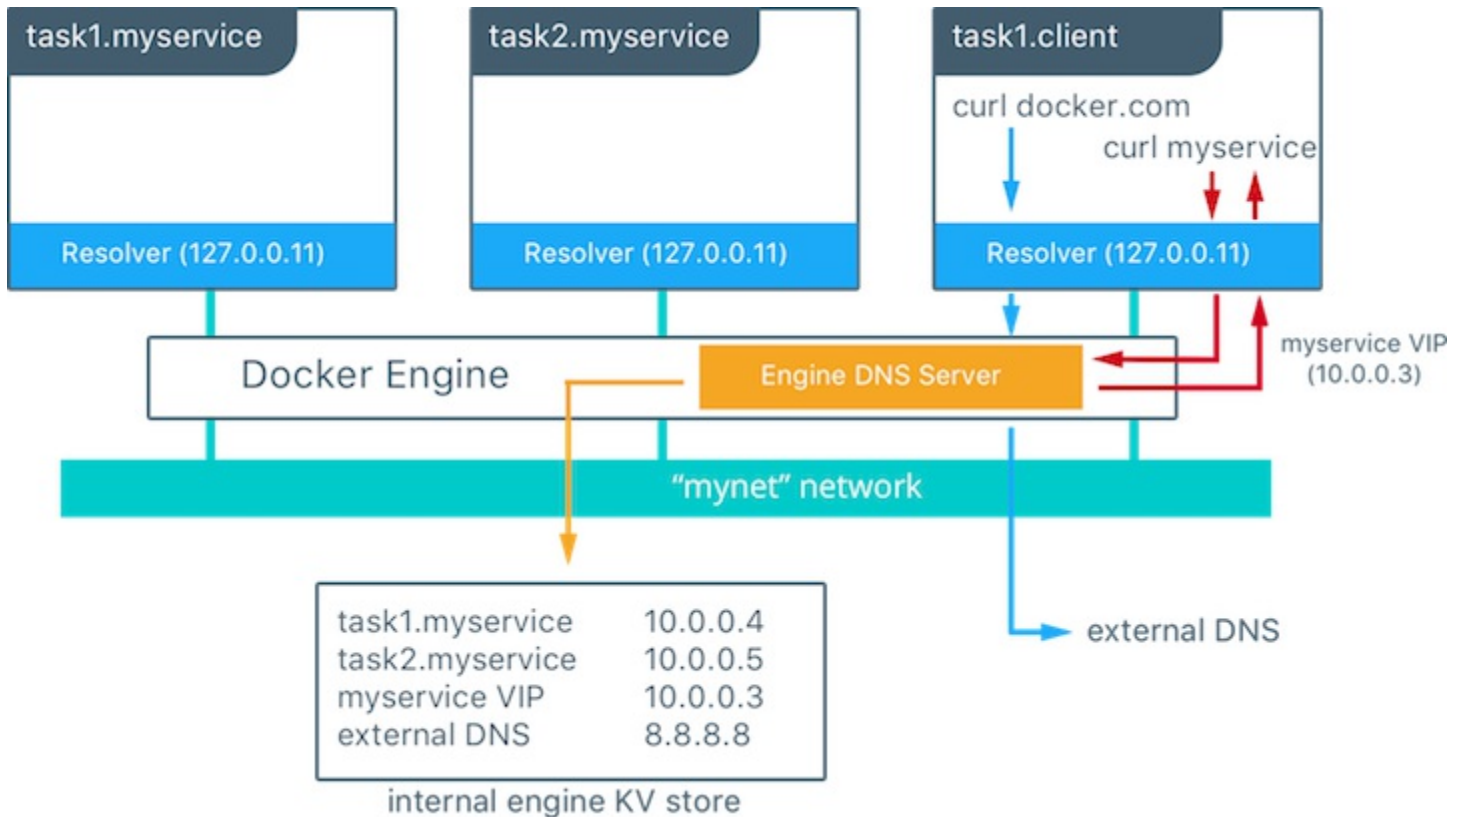 task1.myservice
task2.myservice
task1.client
curl docker.com
curl myservice
Resolver (127.0.0.11)
Resolver (127.0.0.11)
Resolver (127.0.0.11)
Docker Engine
Engine DNS Server
myservice VIP
(10.0.0.3)
“mynet” network
task1.myservice 10.0.0.4
task2.myservice 10.0.0.5
myservice VIP 10.0.0.3
external DNS 8.8.8.8
internal engine KV store
external DNS